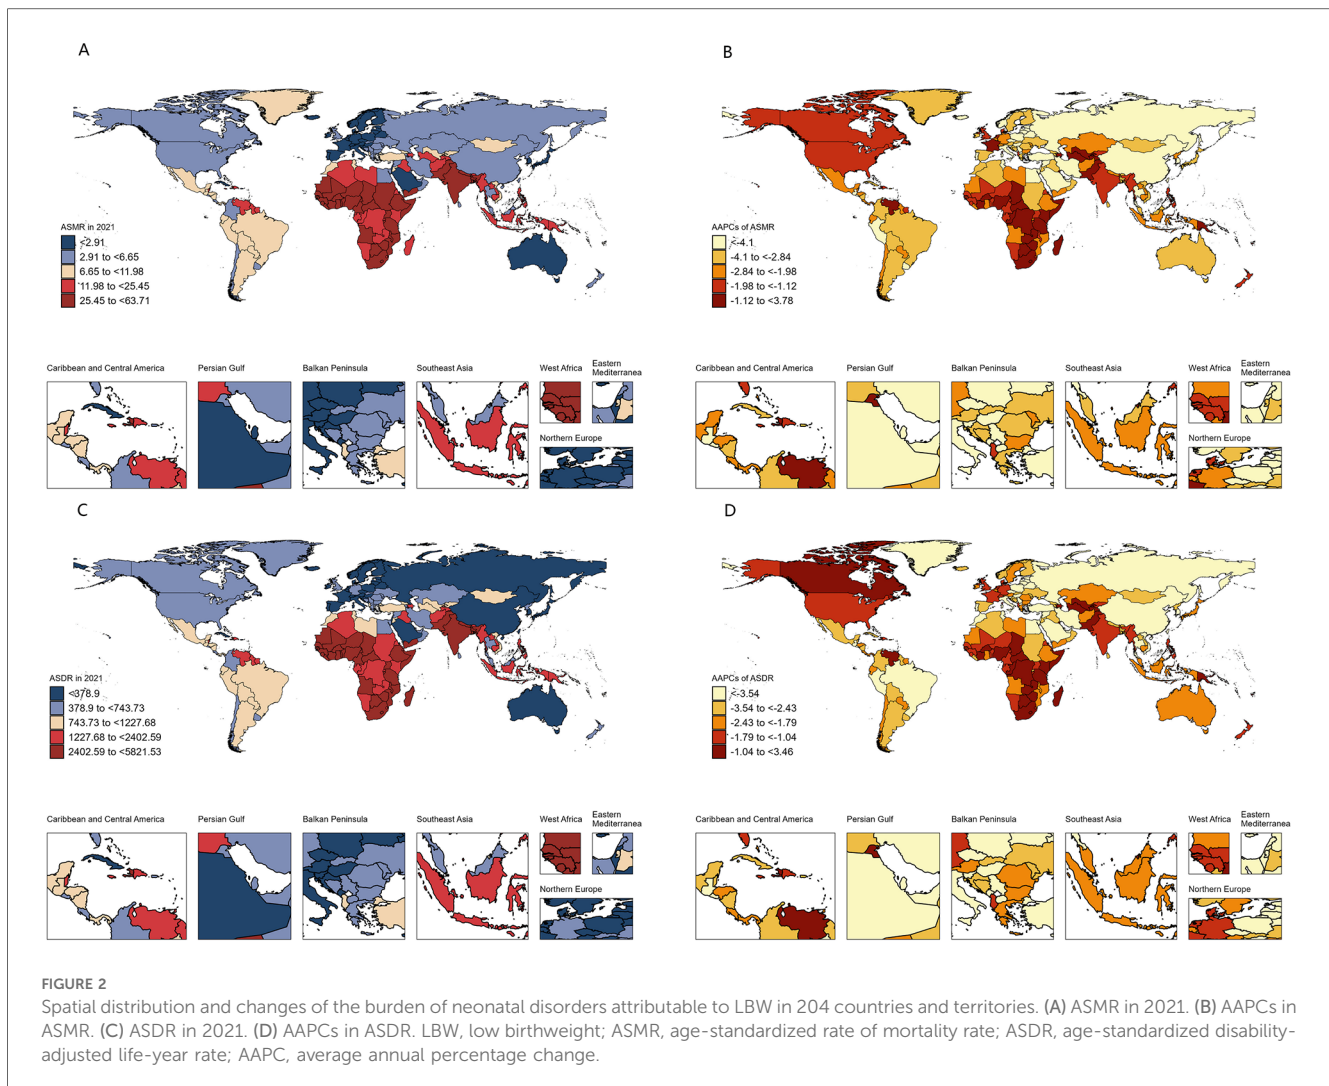 A
ASMR in 2021
<2.91
2.91 to <6.65
6.65 to <11.98
11.98 to <25.45
25.45 to <63.71
Caribbean and Central America
Persian Gulf
Balkan Peninsula
Southeast Asia
West Africa
Eastern
Mediterranea
Northern Europe
B
AAPCs of ASMR
<-4.1
-4.1 to <-2.84
-2.84 to <-1.98
-1.98 to <-1.12
-1.12 to <3.78
Caribbean and Central America
Persian Gulf
Balkan Peninsula
Southeast Asia
West Africa
Eastern
Mediterranea
Northern Europe
C
ASDR in 2021
<378.9
378.9 to <743.73
743.73 to <1227.68
1227.68 to <2402.59
2402.59 to <5821.53
Caribbean and Central America
Persian Gulf
Balkan Peninsula
Southeast Asia
West Africa
Eastern
Mediterranea
Northern Europe
D
AAPCs of ASDR
<-3.54
-3.54 to <-2.43
-2.43 to <-1.79
-1.79 to <-1.04
-1.04 to <3.46
Caribbean and Central America
Persian Gulf
Balkan Peninsula
Southeast Asia
West Africa
Eastern
Mediterranea
Northern Europe
FIGURE 2
Spatial distribution and changes of the burden of neonatal disorders attributable to LBW in 204 countries and territories. (A) ASMR in 2021. (B) AAPCs in
ASMR. (C) ASDR in 2021. (D) AAPCs in ASDR. LBW, low birthweight; ASMR, age-standardized rate of mortality rate; ASDR, age-standardized disability-
adjusted life-year rate; AAPC, average annual percentage change.